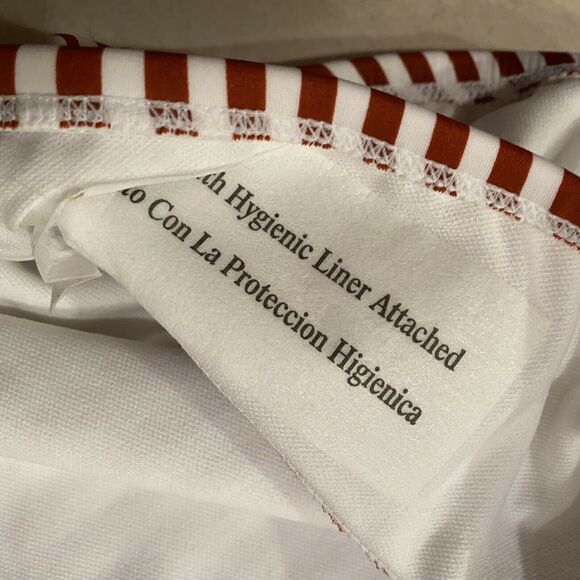 Hygienic Liner Attached
Con La Proteccion Higienica